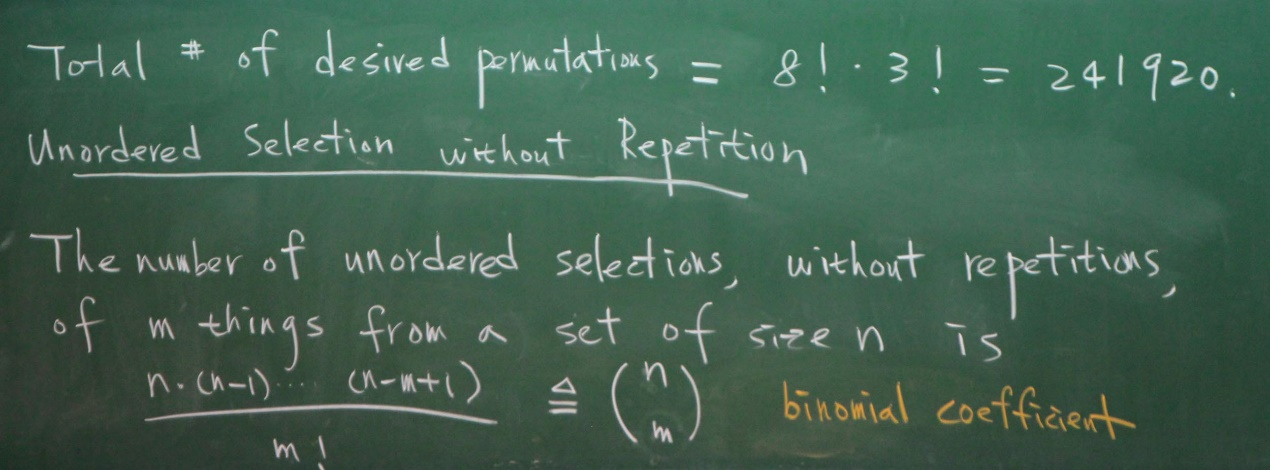 Total # of desired permutations = 8! · 3! = 241920.
Unordered Selection without Repetition
The number of unordered selections, without repetitions,
of m things from a set of size n is
n·(n-1)···· (n-m+1) / m! ≜ (n m) binomial coefficient